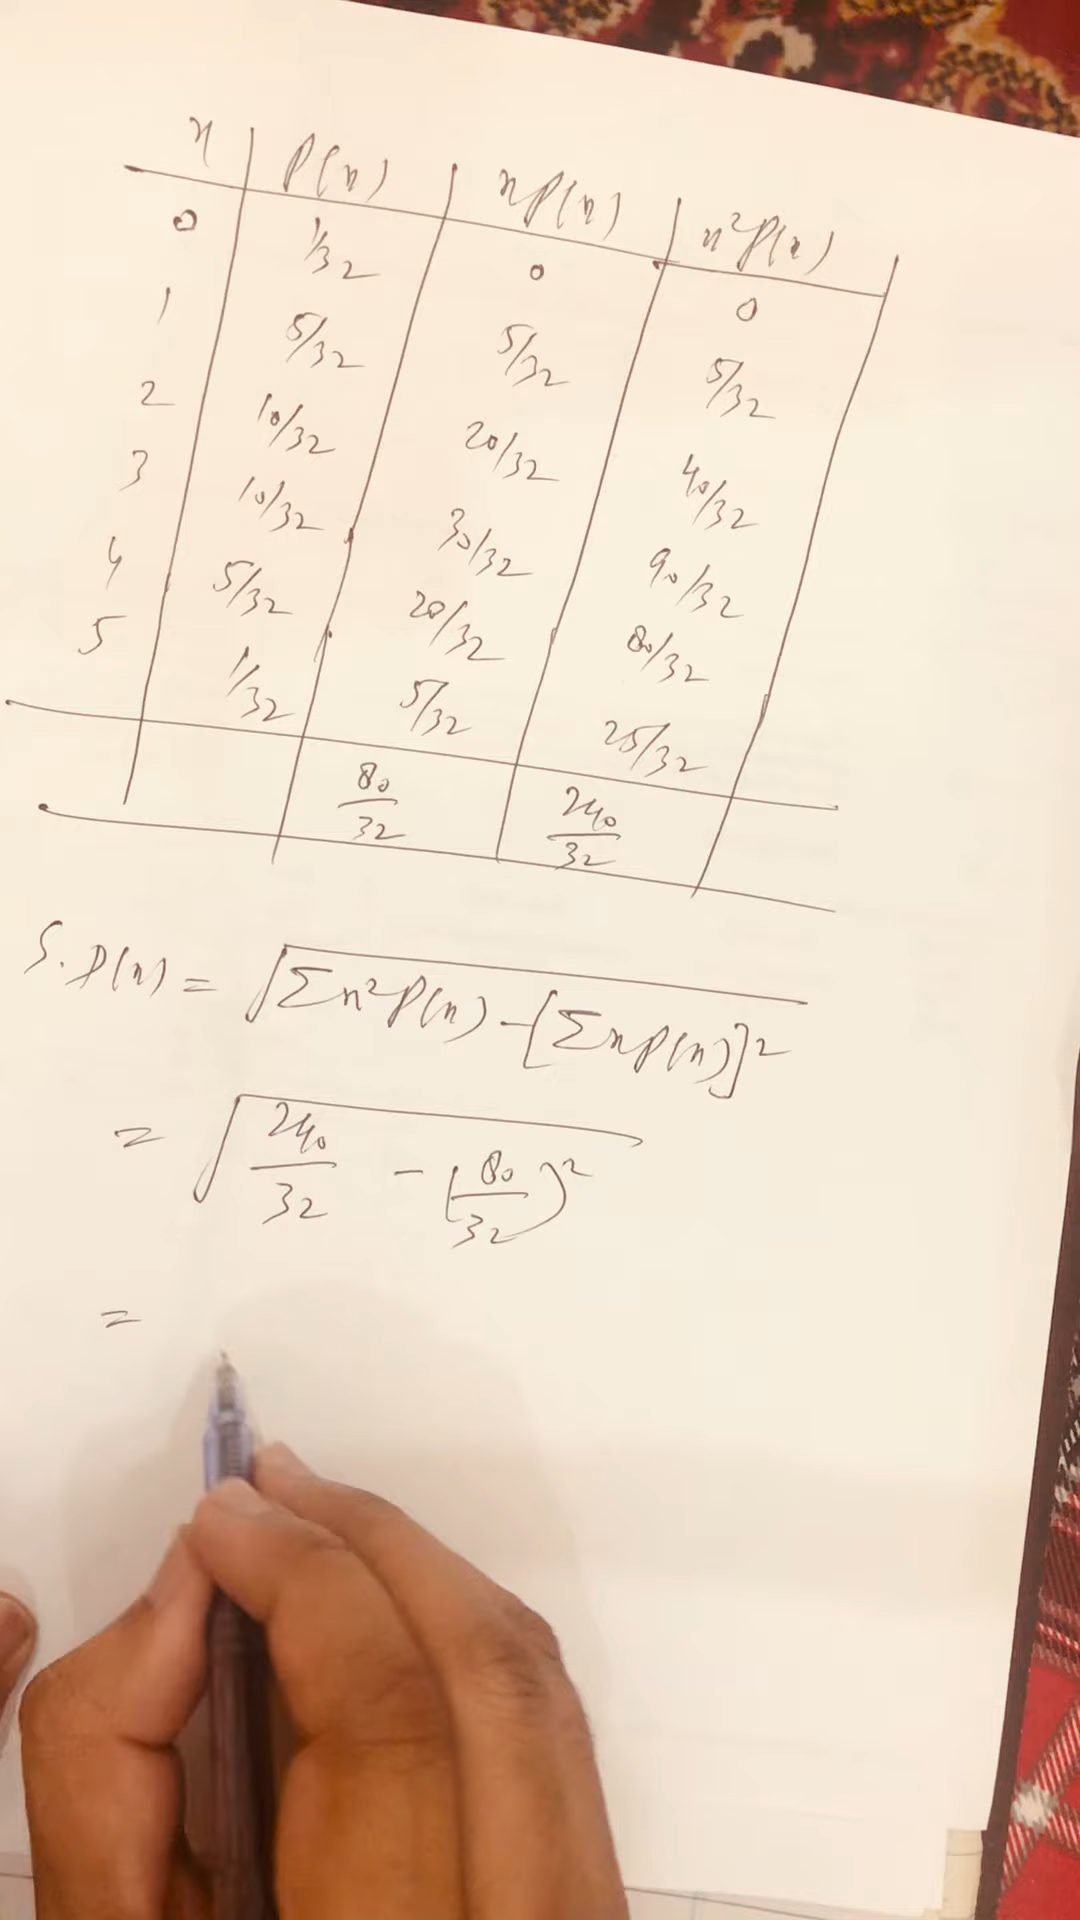 x P(x) xP(x) x²P(x)
0 1/32 0 0
1 5/32 5/32 5/32
2 10/32 20/32 40/32
3 10/32 30/32 90/32
4 5/32 20/32 80/32
5 1/32 5/32 25/32
80/32 240/32
S.D(x) = √(Σx²P(x) - [ΣxP(x)]²)
= √(240/32 - (80/32)²)
=